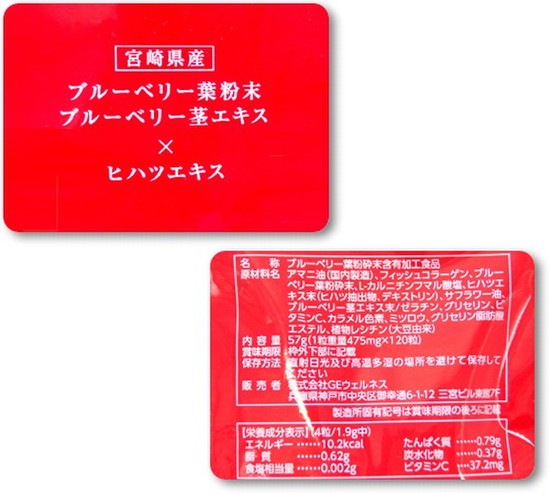 宮崎県産
ブルーベリー葉粉末
ブルーベリー茎エキス
×
ヒハツエキス
名 称 ブルーベリー葉粉砕末含有加工食品
原材料名 アマニ油(国内製造)、フィッシュコラーゲン、ブルー
ベリー葉粉砕末、L-カルニチンフマル酸塩、ヒハツエ
キス末(ヒハツ抽出物、デキストリン)、サフラワー油、
ブルーベリー茎エキス末/ゼラチン、グリセリン、ビ
タミンC、カラメル色素、ミツロウ、グリセリン脂肪酸
エステル、植物レシチン(大豆由来)
内容量 57g(1粒重量475mg×120粒)
賞味期限 枠外下部に記載
保存方法 直射日光及び高温多湿の場所を避けて保存して
ください
販売者 株式会社GEウェルネス
兵庫県神戸市中央区御幸通6-1-12 三宮ビル東館7F
製造所固有記号は賞味期限の後ろに記載
【栄養成分表示】(4粒/1.9g中)
エネルギー ……10.2kcal たんぱく質 ……0.79g
脂質 ……0.62g 炭水化物 ……0.37g
食塩相当量 ……0.002g ビタミンC ……37.2mg